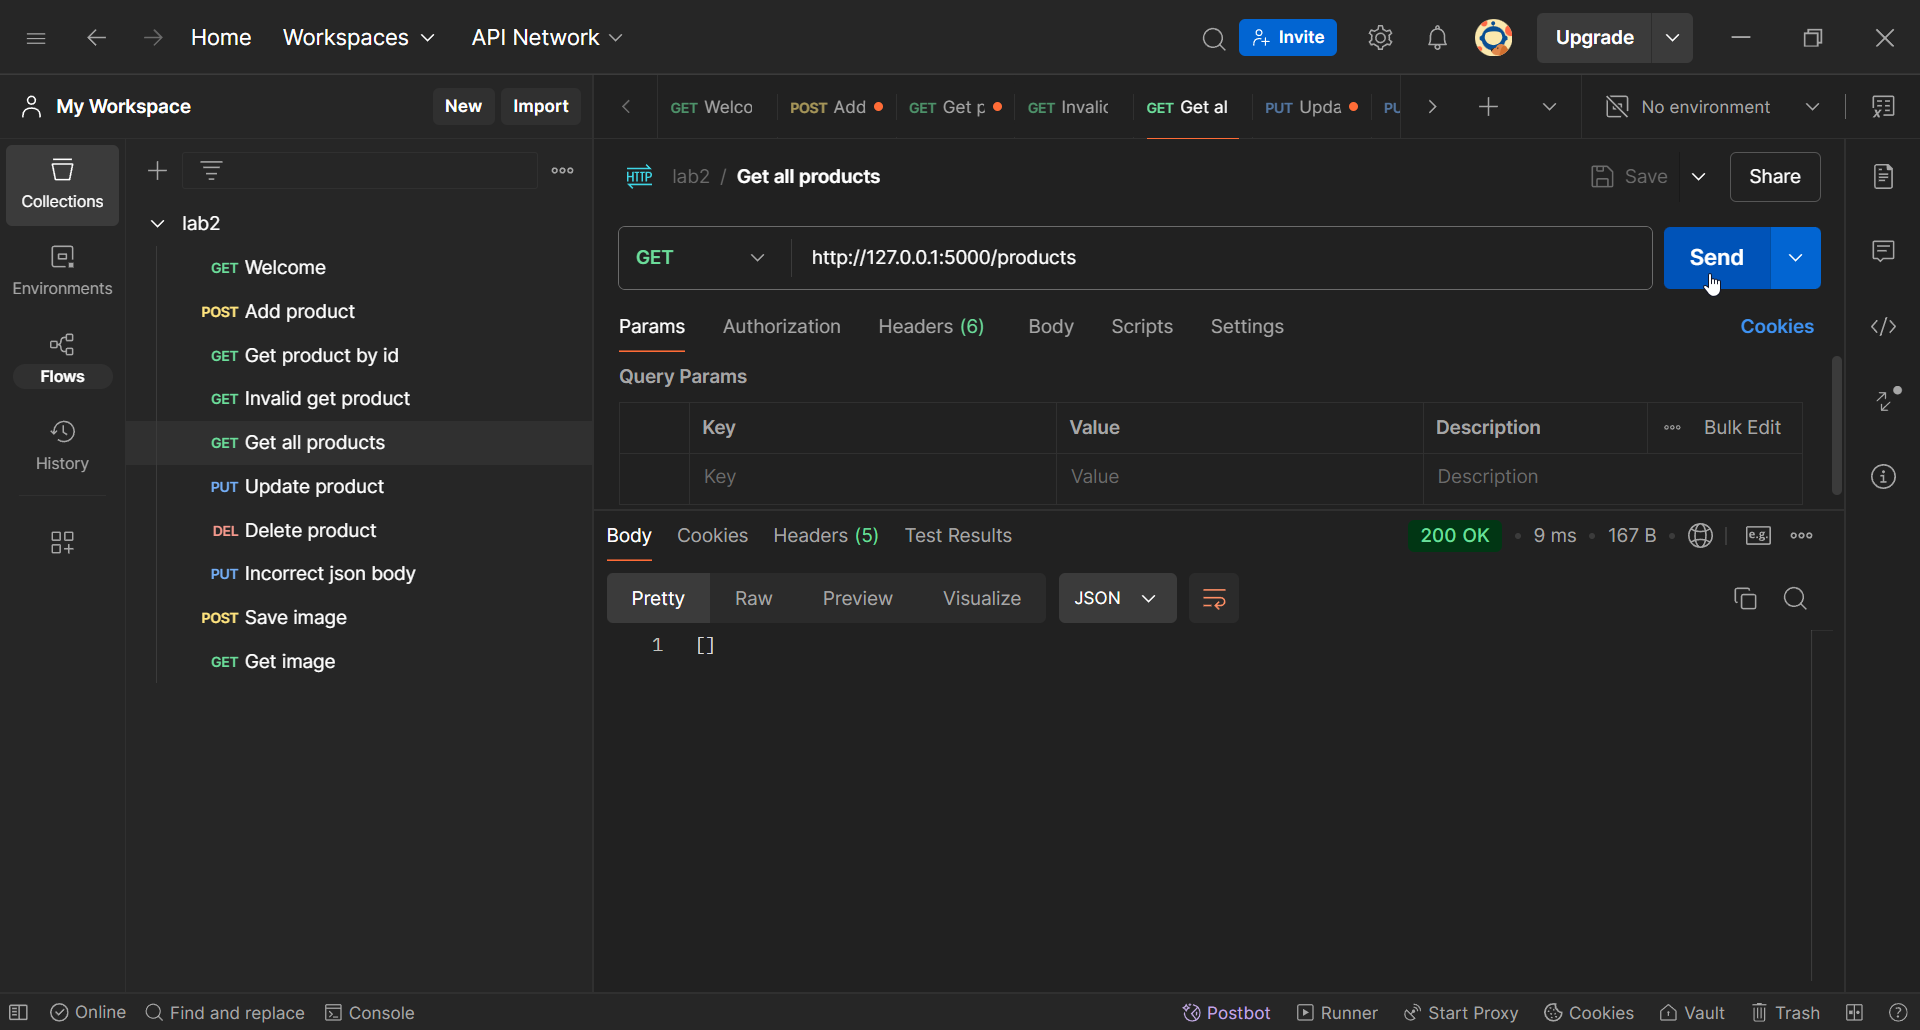 Home Workspaces API Network Invite Upgrade
My Workspace New Import
GET Welco POST Add GET Get p GET Invalic GET Get al PUT Upda PU No environment
Collections
Environments
Flows
History
lab2
GET Welcome
POST Add product
GET Get product by id
GET Invalid get product
GET Get all products
PUT Update product
DEL Delete product
PUT Incorrect json body
POST Save image
GET Get image
HTTP lab2 / Get all products Save Share
GET http://127.0.0.1:5000/products Send
Params Authorization Headers (6) Body Scripts Settings Cookies
Query Params
Key Value Description Bulk Edit
Key Value Description
Body Cookies Headers (5) Test Results 200 OK • 9 ms • 167 B • e.g.
Pretty Raw Preview Visualize JSON
1 []
Online Find and replace Console Postbot Runner Start Proxy Cookies Vault Trash